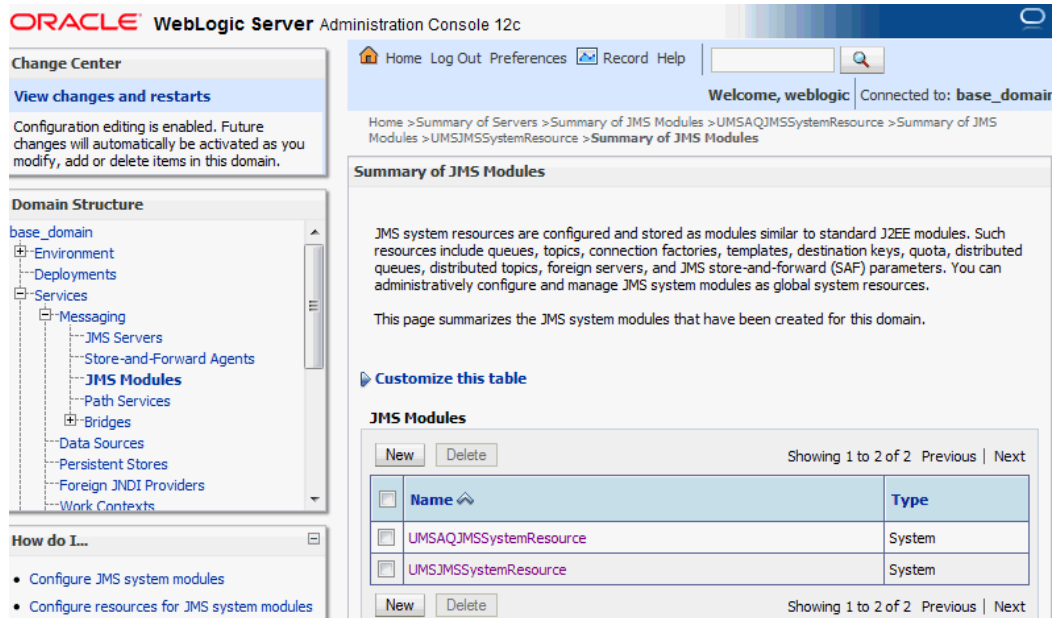 ORACLE WebLogic Server Administration Console 12c
Change Center
View changes and restarts
Configuration editing is enabled. Future
changes will automatically be activated as you
modify, add or delete items in this domain.
Domain Structure
base_domain
Environment
Deployments
Services
Messaging
JMS Servers
Store-and-Forward Agents
JMS Modules
Path Services
Bridges
Data Sources
Persistent Stores
Foreign JNDI Providers
Work Contexts
How do I...
• Configure JMS system modules
• Configure resources for JMS system modules
Home Log Out Preferences Record Help
Welcome, weblogic Connected to: base_domain
Home >Summary of Servers >Summary of JMS Modules >UMSAQJMSSystemResource >Summary of JMS
Modules >UMSJMSSystemResource >Summary of JMS Modules
Summary of JMS Modules
JMS system resources are configured and stored as modules similar to standard J2EE modules. Such
resources include queues, topics, connection factories, templates, destination keys, quota, distributed
queues, distributed topics, foreign servers, and JMS store-and-forward (SAF) parameters. You can
administratively configure and manage JMS system modules as global system resources.
This page summarizes the JMS system modules that have been created for this domain.
Customize this table
JMS Modules
New Delete Showing 1 to 2 of 2 Previous | Next
Name Type
UMSAQJMSSystemResource System
UMSJMSSystemResource System
New Delete Showing 1 to 2 of 2 Previous | Next